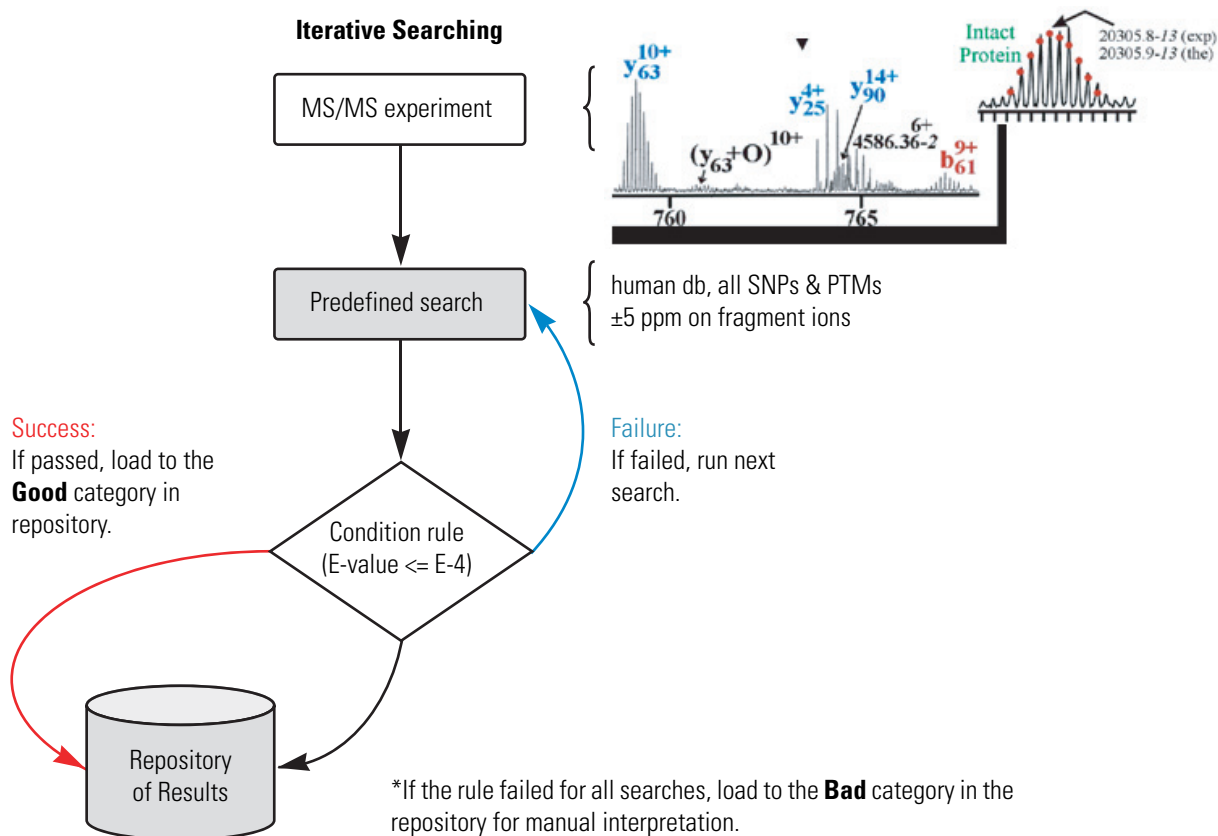 Iterative Searching
MS/MS experiment
y63 10+
(y63+O) 10+
y25 4+
y90 14+
4586.36-2 6+
b61 9+
760
765
Intact
Protein
20305.8-13 (exp)
20305.9-13 (the)
Predefined search
human db, all SNPs & PTMs
±5 ppm on fragment ions
Success:
If passed, load to the
Good category in
repository.
Failure:
If failed, run next
search.
Condition rule
(E-value <= E-4)
Repository
of Results
*If the rule failed for all searches, load to the Bad category in the
repository for manual interpretation.